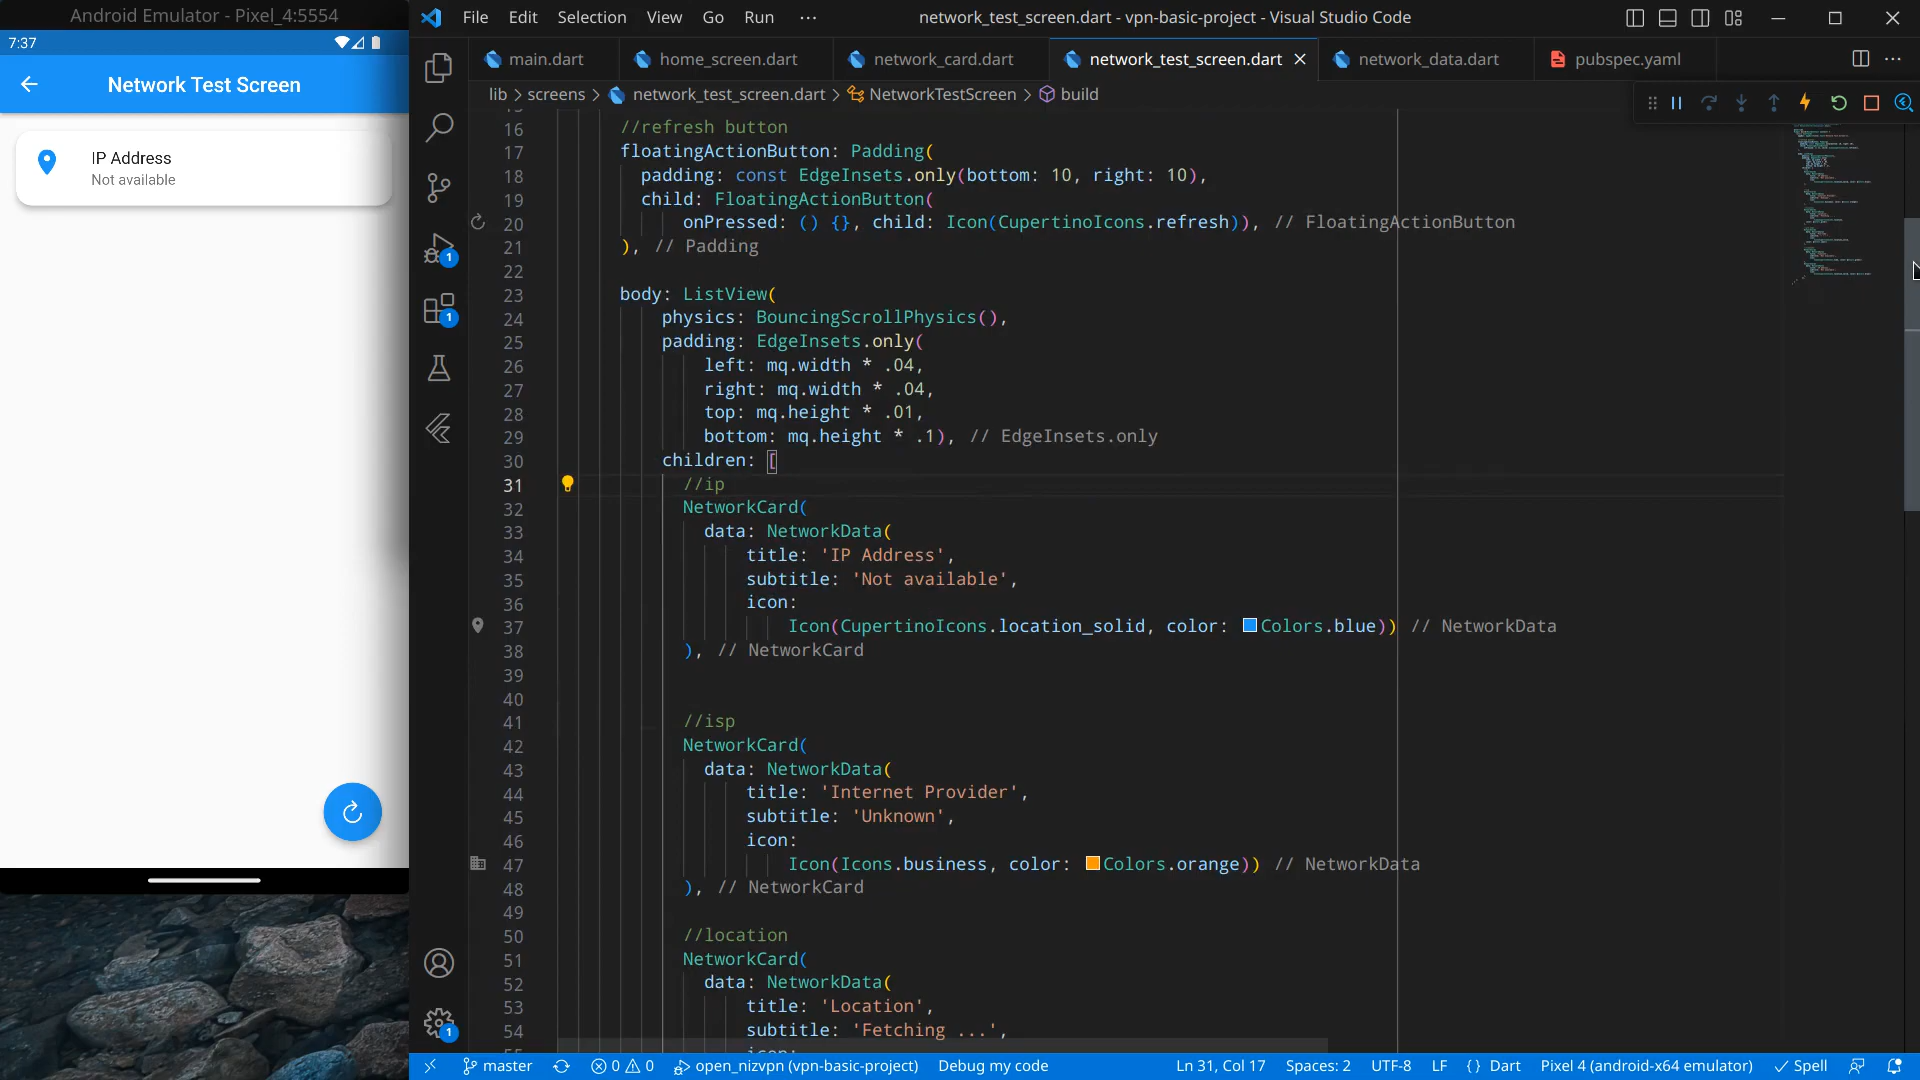 Android Emulator - Pixel_4:5554
File Edit Selection View Go Run ···
network_test_screen.dart - vpn-basic-project - Visual Studio Code
7:37
main.dart home_screen.dart network_card.dart network_test_screen.dart network_data.dart pubspec.yaml
Network Test Screen
lib > screens > network_test_screen.dart > NetworkTestScreen > build
IP Address
Not available
16 //refresh button
17 floatingActionButton: Padding(
18 padding: const EdgeInsets.only(bottom: 10, right: 10),
19 child: FloatingActionButton(
20 onPressed: () {}, child: Icon(CupertinoIcons.refresh)), // FloatingActionButton
21 ), // Padding
22
23 body: ListView(
24 physics: BouncingScrollPhysics(),
25 padding: EdgeInsets.only(
26 left: mq.width * .04,
27 right: mq.width * .04,
28 top: mq.height * .01,
29 bottom: mq.height * .1), // EdgeInsets.only
30 children: [
31 //ip
32 NetworkCard(
33 data: NetworkData(
34 title: 'IP Address',
35 subtitle: 'Not available',
36 icon:
37 Icon(CupertinoIcons.location_solid, color: Colors.blue)) // NetworkData
38 ), // NetworkCard
39
40
41 //isp
42 NetworkCard(
43 data: NetworkData(
44 title: 'Internet Provider',
45 subtitle: 'Unknown',
46 icon:
47 Icon(Icons.business, color: Colors.orange)) // NetworkData
48 ), // NetworkCard
49
50 //location
51 NetworkCard(
52 data: NetworkData(
53 title: 'Location',
54 subtitle: 'Fetching ...',
1
1
1
master 0 0 open_nizvpn (vpn-basic-project) Debug my code Ln 31, Col 17 Spaces: 2 UTF-8 LF {} Dart Pixel 4 (android-x64 emulator) Spell